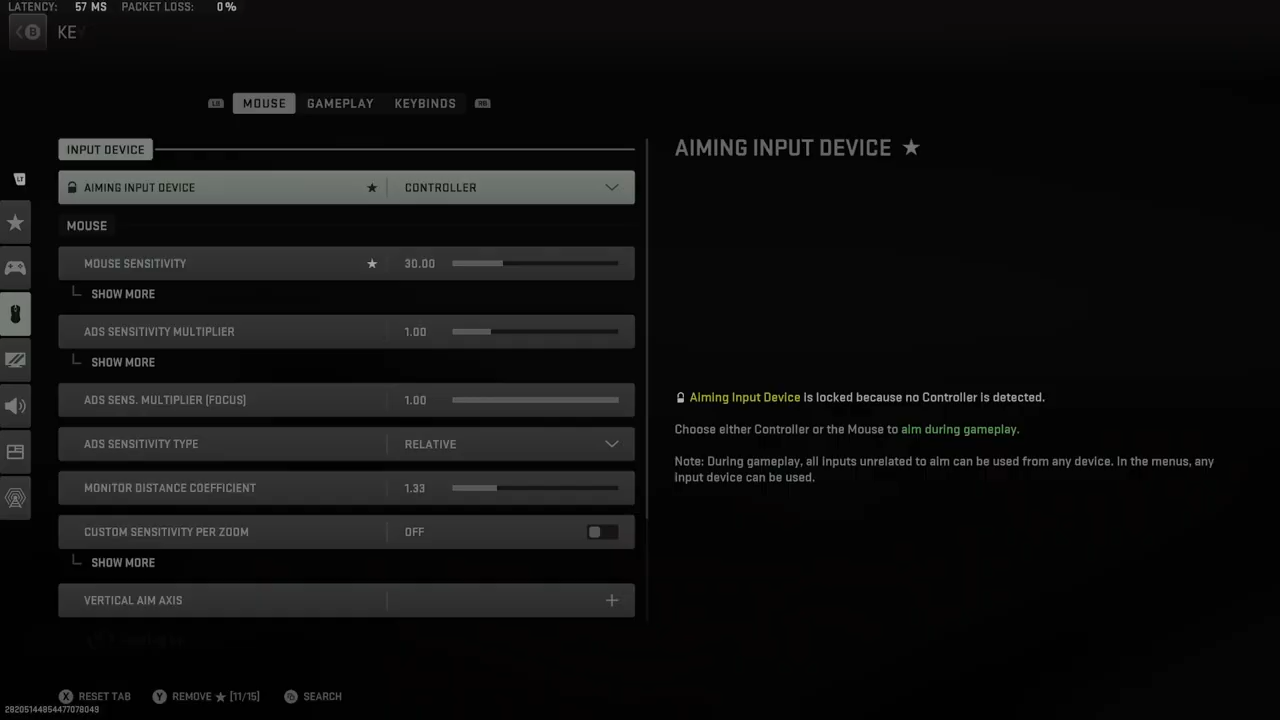 LATENCY: 57 MS PACKET LOSS: 0%
B KE
LB MOUSE GAMEPLAY KEYBINDS RB
INPUT DEVICE
AIMING INPUT DEVICE CONTROLLER
MOUSE
MOUSE SENSITIVITY 30.00
SHOW MORE
ADS SENSITIVITY MULTIPLIER 1.00
SHOW MORE
ADS SENS. MULTIPLIER [FOCUS] 1.00
ADS SENSITIVITY TYPE RELATIVE
MONITOR DISTANCE COEFFICIENT 1.33
CUSTOM SENSITIVITY PER ZOOM OFF
SHOW MORE
VERTICAL AIM AXIS
LT
AIMING INPUT DEVICE
Aiming Input Device is locked because no Controller is detected.
Choose either Controller or the Mouse to aim during gameplay.
Note: During gameplay, all inputs unrelated to aim can be used from any device. In the menus, any
input device can be used.
X RESET TAB Y REMOVE ★ [11/15] SEARCH
28205144854477078049